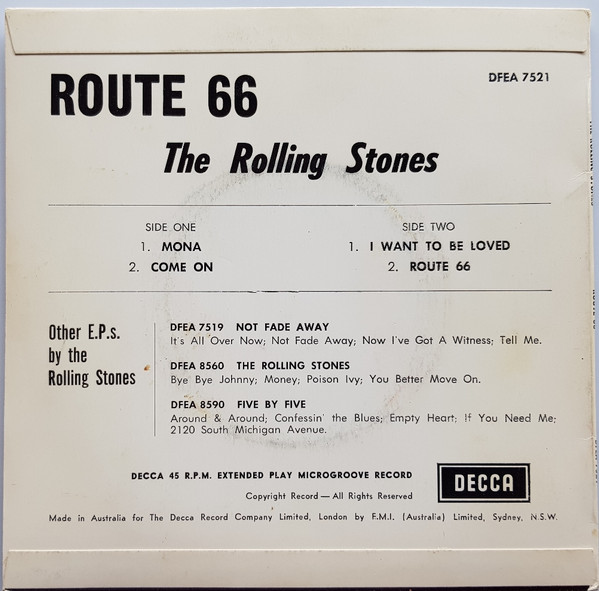 ROUTE 66
DFEA 7521
The Rolling Stones
SIDE ONE
1. MONA
2. COME ON
SIDE TWO
1. I WANT TO BE LOVED
2. ROUTE 66
Other E.P.s.
by the
Rolling Stones
DFEA 7519 NOT FADE AWAY
It's All Over Now; Not Fade Away; Now I've Got A Witness; Tell Me.
DFEA 8560 THE ROLLING STONES
Bye Bye Johnny; Money; Poison Ivy; You Better Move On.
DFEA 8590 FIVE BY FIVE
Around & Around; Confessin' the Blues; Empty Heart; If You Need Me;
2120 South Michigan Avenue.
DECCA 45 R.P.M. EXTENDED PLAY MICROGROOVE RECORD
Copyright Record — All Rights Reserved
DECCA
Made in Australia for The Decca Record Company Limited, London by E.M.I. (Australia) Limited, Sydney, N.S.W.